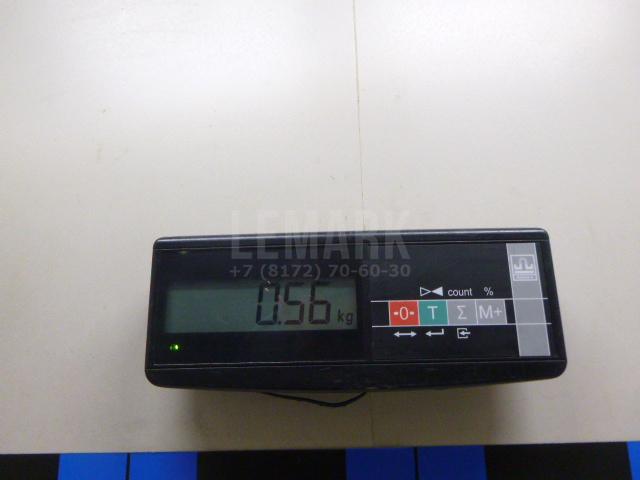 LEMARK
+7 (8172) 70-60-30
0.56 kg
count %
-0- T Σ M+